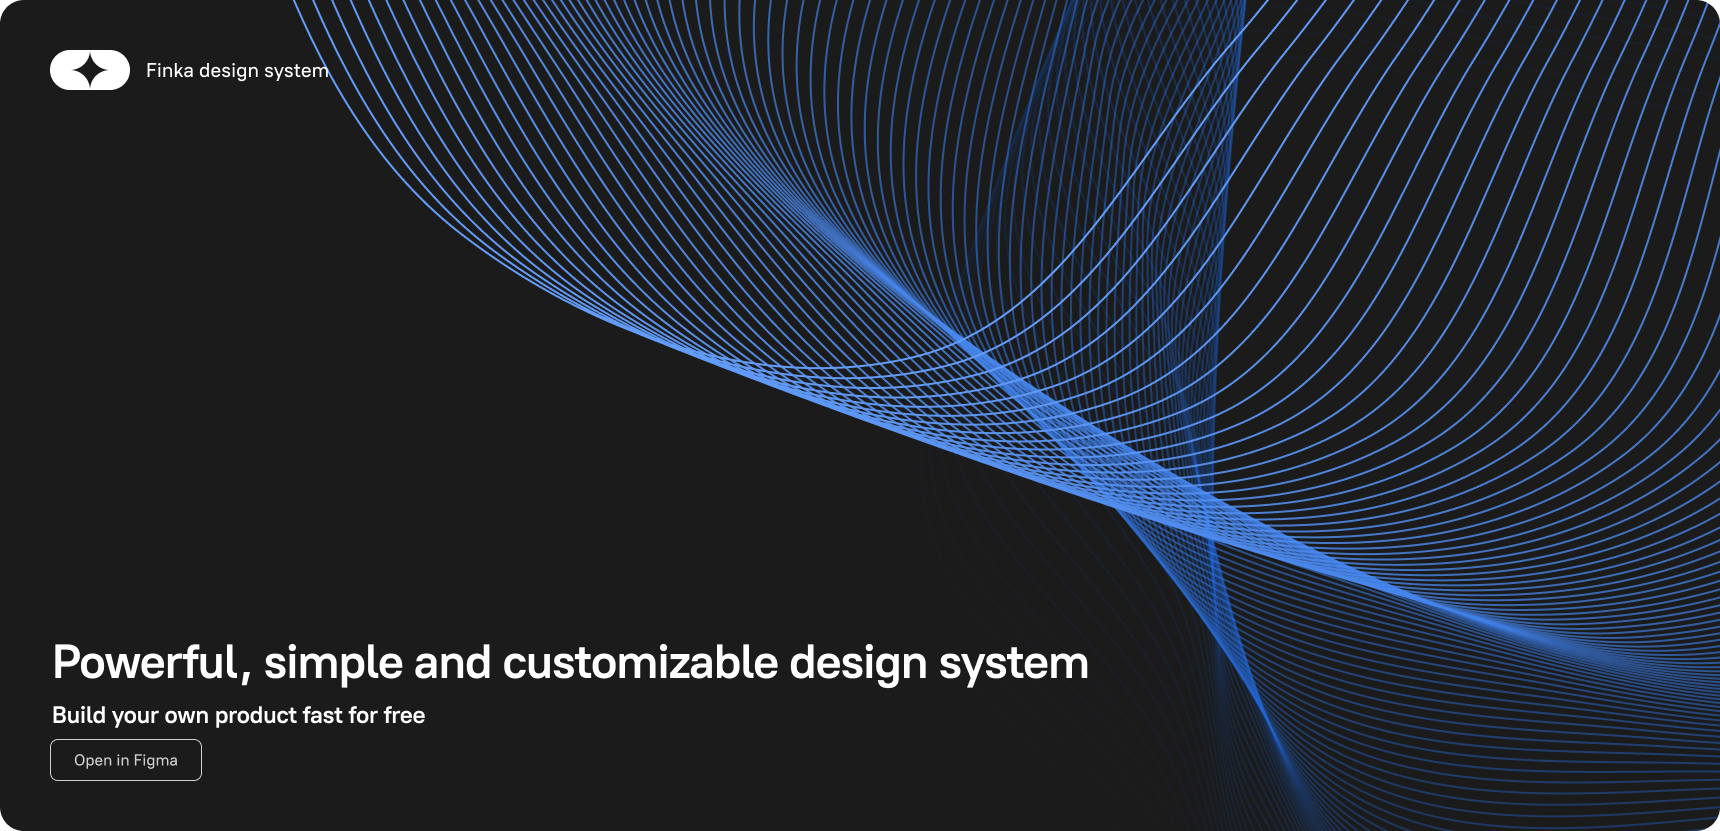 Finka design system
Powerful, simple and customizable design system
Build your own product fast for free
Open in Figma